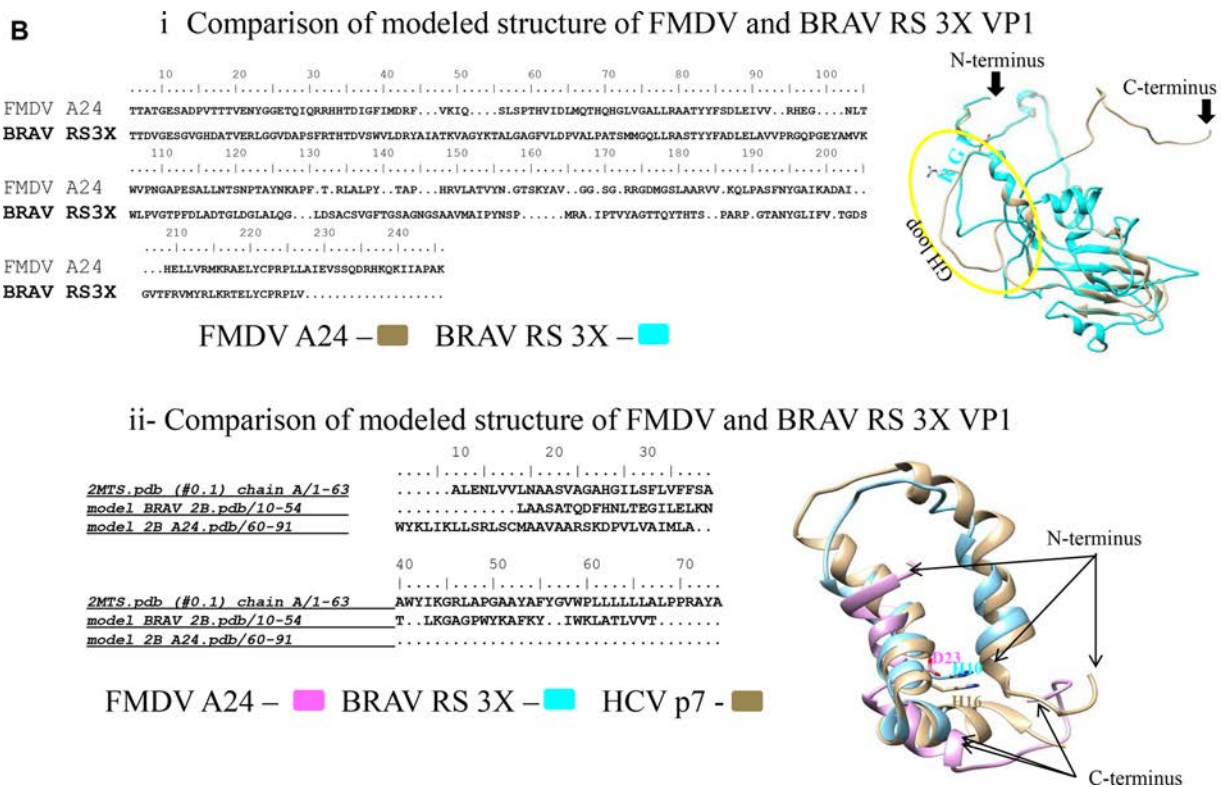 B
i Comparison of modeled structure of FMDV and BRAV RS 3X VP1
10 20 30 40 50 60 70 80 90 100
FMDV A24 TTATGESADPVTTTVENYGGETQIQRRHHTDIGFIMDRF...VKIQ....SLSPTHVIDLMQTHQHGLVGALLRAATYYFSDLEIVV..RHEG...NLT
BRAV RS3X TTDVGESGVGHDATVERLGGVDAPSFRTHTDVSWVLDRYAIATKVAGYKTALGAGFVLDPVALPATSMMGQLLRASTYYFADLELAVVPRGQPGEYAMVK
110 120 130 140 150 160 170 180 190 200
FMDV A24 WVPNGAPESALLNTSNPTAYNKAPF.T.RLALPY..TAP...HRVLATVYN.GTSKYAV..GG.SG.RRGDMGSLAARVV.KQLPASFNYGAIKADAI..
BRAV RS3X WLPVGTPFDLADTGLDGLALQG...LDSACSVGFTGSAGNGSAAVMAIPYNSP......MRA.IPTVYAGTTQYTHTS..PARP.GTANYGLIFV.TGDS
210 220 230 240
FMDV A24 ...HELLVRMKRAELYCPRPLLAIEVSSQDRHKQKIIAPAK
BRAV RS3X GVTFRVMYRLKRTELYCPRPLV...................
FMDV A24 – BRAV RS 3X –
N-terminus
C-terminus
M G
GH loop
ii- Comparison of modeled structure of FMDV and BRAV RS 3X VP1
10 20 30
2MTS.pdb (#0.1) chain A/1-63 ......ALENLVVLNAASVAGAHGILSFLVFFSA
model BRAV 2B.pdb/10-54 .............LAASATQDFHNLTEGILELKN
model 2B A24.pdb/60-91 WYKLIKLLSRLSCMAAVAARSKDPVLVAIMLA..
40 50 60 70
2MTS.pdb (#0.1) chain A/1-63 AWYIKGRLAPGAAYAFYGVWPLLLLLLALPPRAYA
model BRAV 2B.pdb/10-54 T..LKGAGPWYKAFKY..IWKLATLVVT.......
model 2B A24.pdb/60-91 ...................................
FMDV A24 – BRAV RS 3X – HCV p7 -
N-terminus
D23
H10
H16
C-terminus